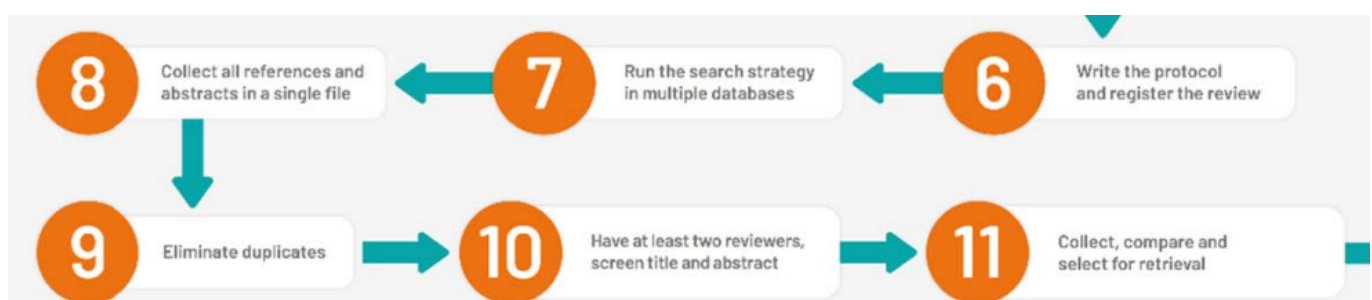 8
Collect all references and
abstracts in a single file
7
Run the search strategy
in multiple databases
6
Write the protocol
and register the review
9
Eliminate duplicates
10
Have at least two reviewers,
screen title and abstract
11
Collect, compare and
select for retrieval